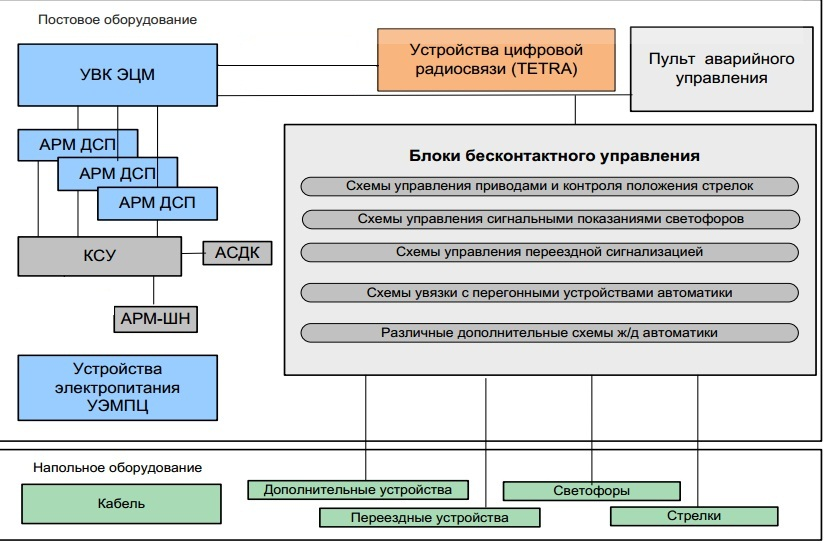 Постовое оборудование
УВК ЭЦМ
Устройства цифровой
радиосвязи (TETRA)
Пульт аварийного
управления
АРМ ДСП
АРМ ДСП
АРМ ДСП
КСУ
АСДК
АРМ-ШН
Устройства
электропитания
УЭМПЦ
Блоки бесконтактного управления
Схемы управления приводами и контроля положения стрелок
Схемы управления сигнальными показаниями светофоров
Схемы управления переездной сигнализацией
Схемы увязки с перегонными устройствами автоматики
Различные дополнительные схемы ж/д автоматики
Напольное оборудование
Кабель
Дополнительные устройства
Переездные устройства
Светофоры
Стрелки